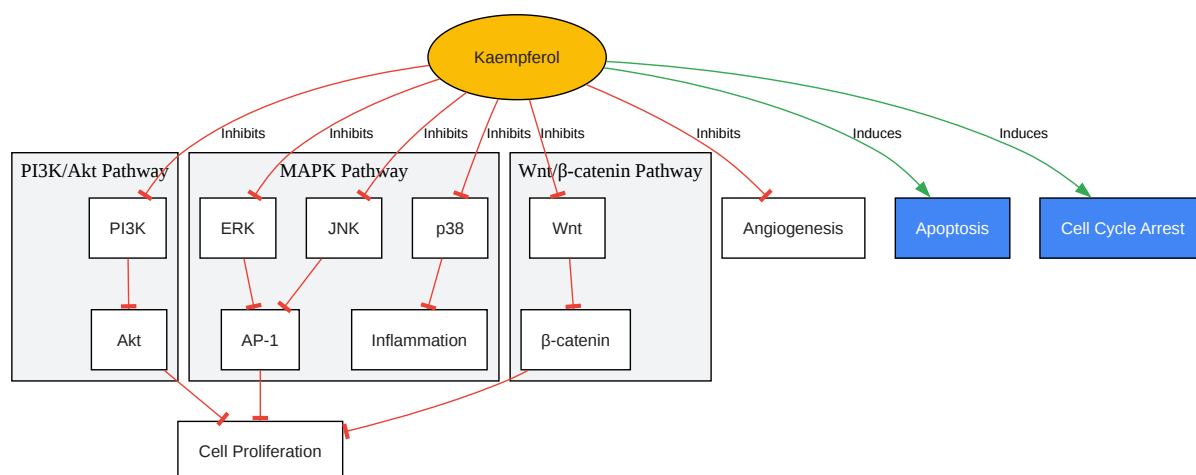 Kaempferol
Inhibits
Inhibits
Inhibits
Inhibits
Inhibits
Inhibits
Induces
Induces
PI3K/Akt Pathway
MAPK Pathway
Wnt/β-catenin Pathway
PI3K
ERK
JNK
p38
Wnt
Angiogenesis
Apoptosis
Cell Cycle Arrest
Akt
AP-1
Inflammation
β-catenin
Cell Proliferation